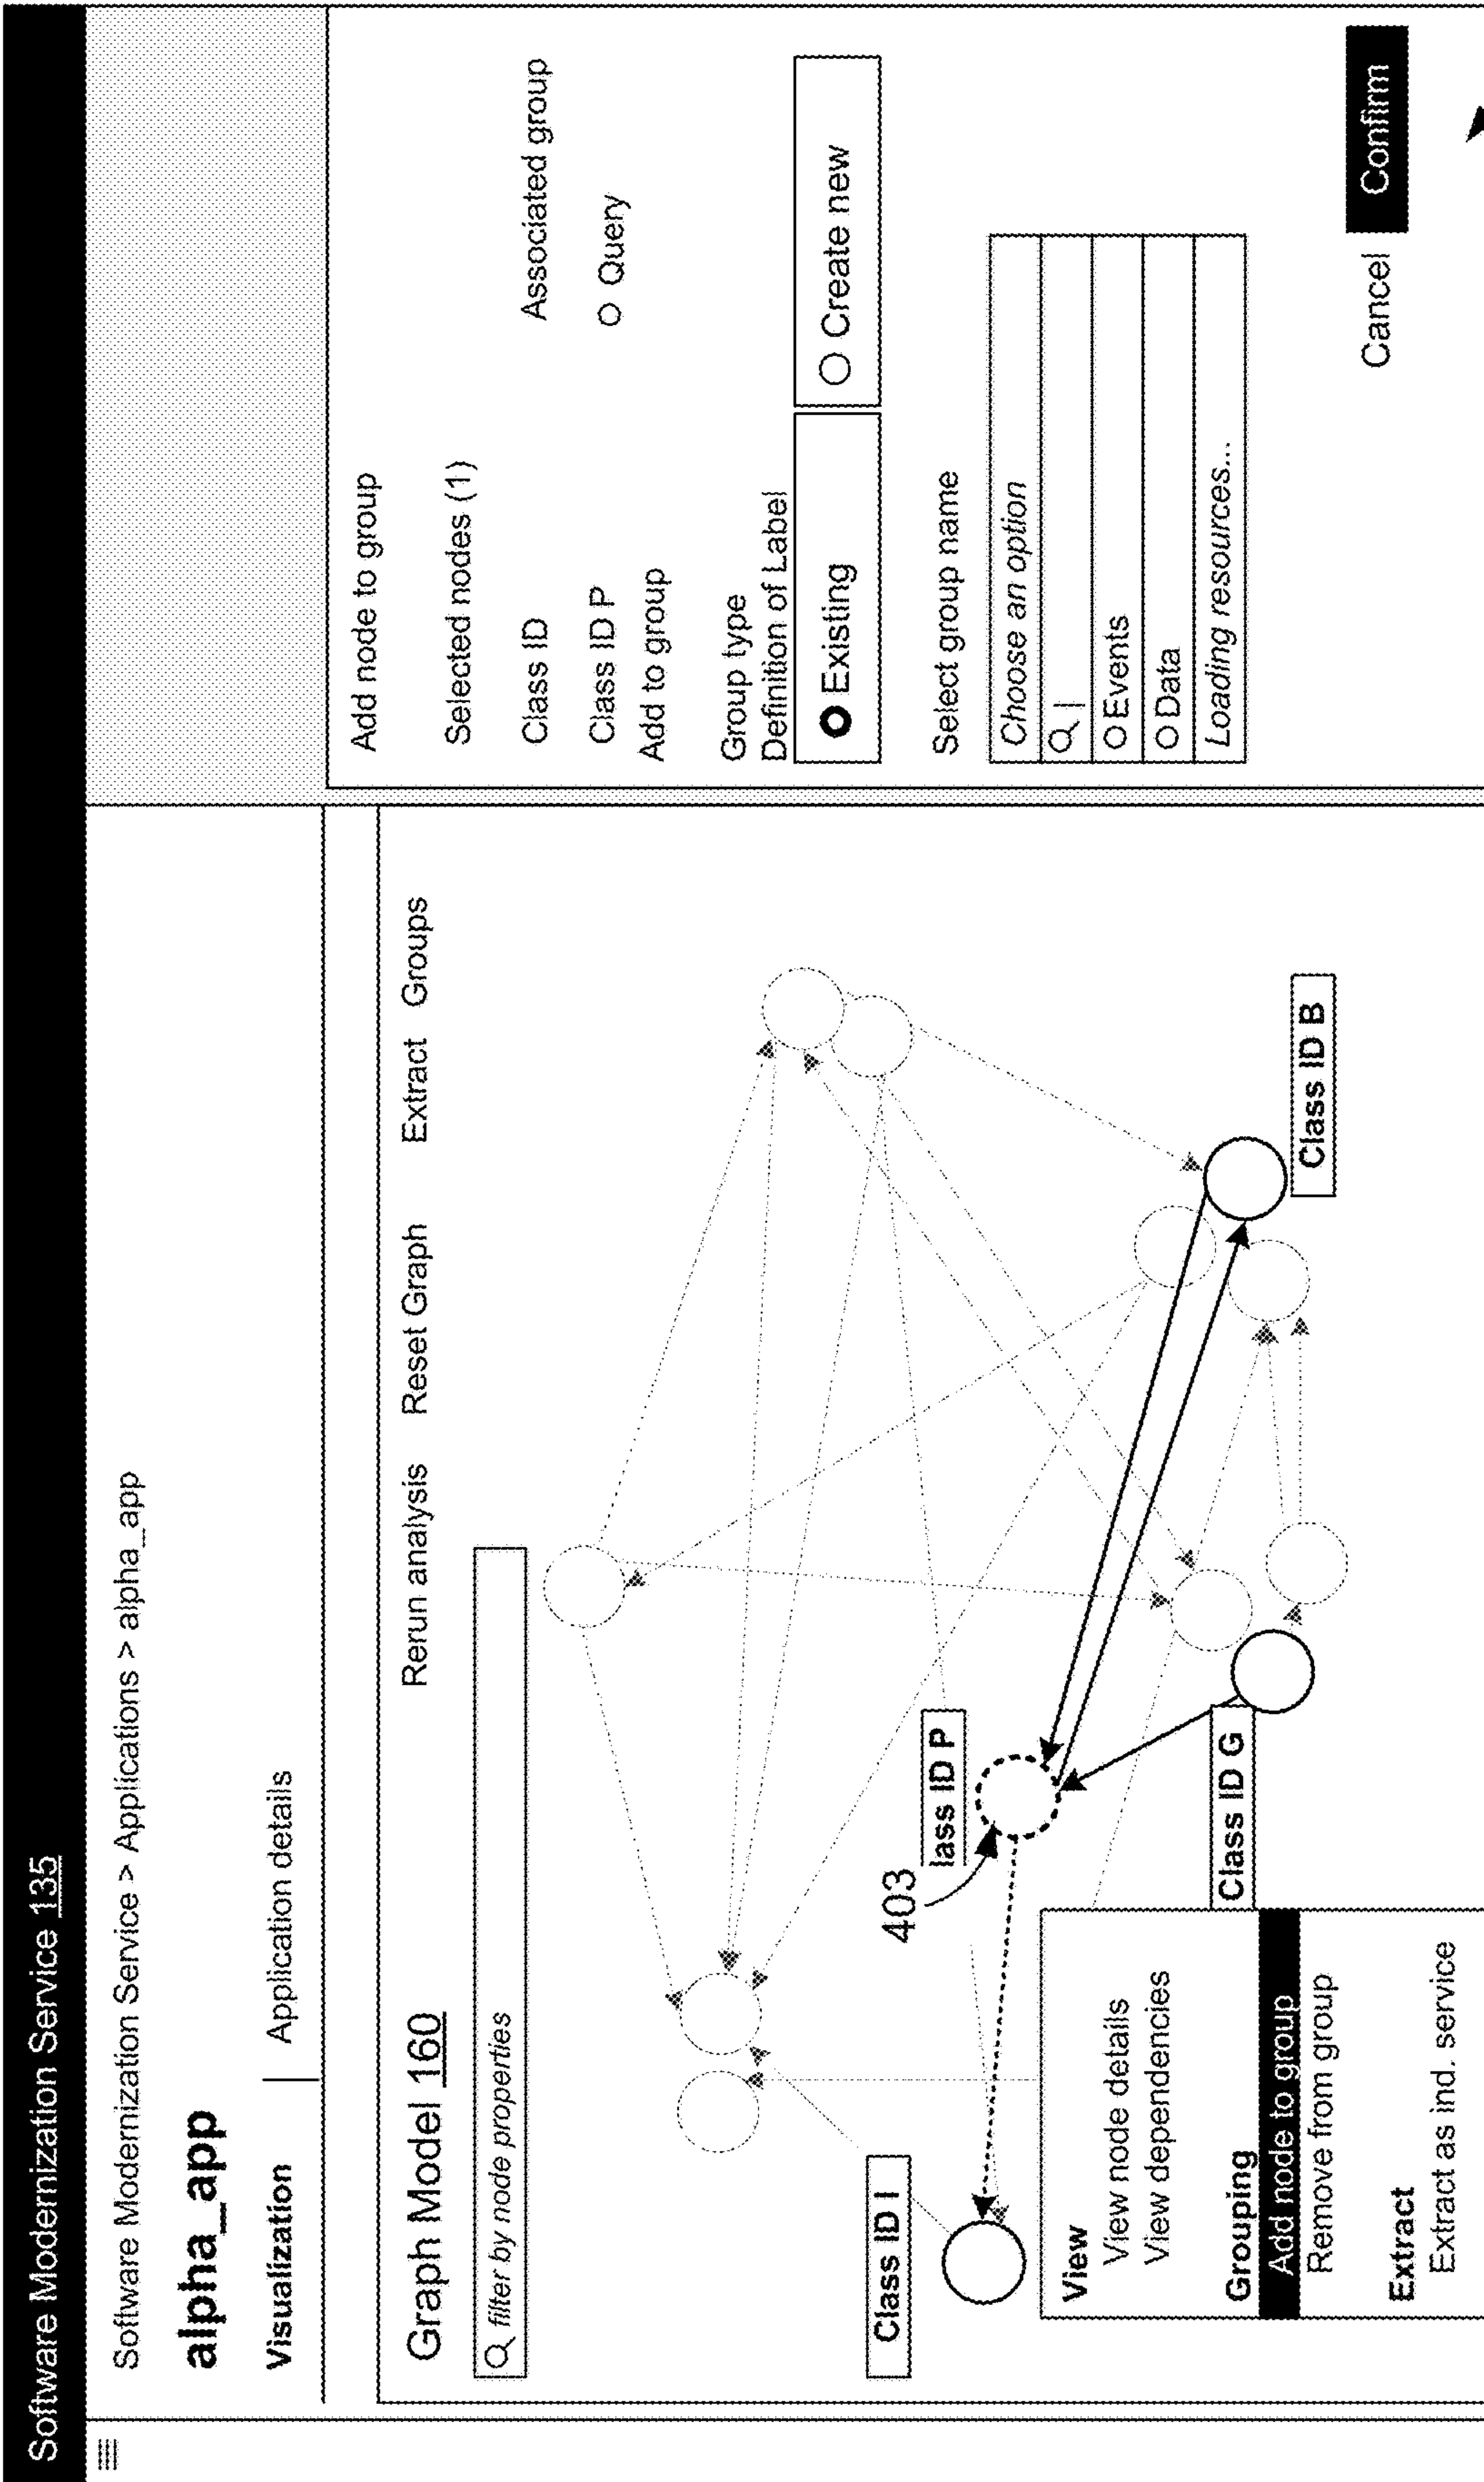 Software Modernization Service 135
Software Modernization Service > Applications > alpha_app
alpha_app
Visualization | Application details
Graph Model 160
Rerun analysis Reset Graph Extract Groups
filter by node properties
Class ID I
403
lass ID P
Class ID G
Class ID B
View
View node details
View dependencies
Grouping
Add node to group
Remove from group
Extract
Extract as ind. service
Add node to group
Selected nodes (1)
Class ID Associated group
Class ID P Query
Add to group
Group type
Definition of Label
Existing Create new
Select group name
Choose an option
Events
Data
Loading resources...
Cancel Confirm